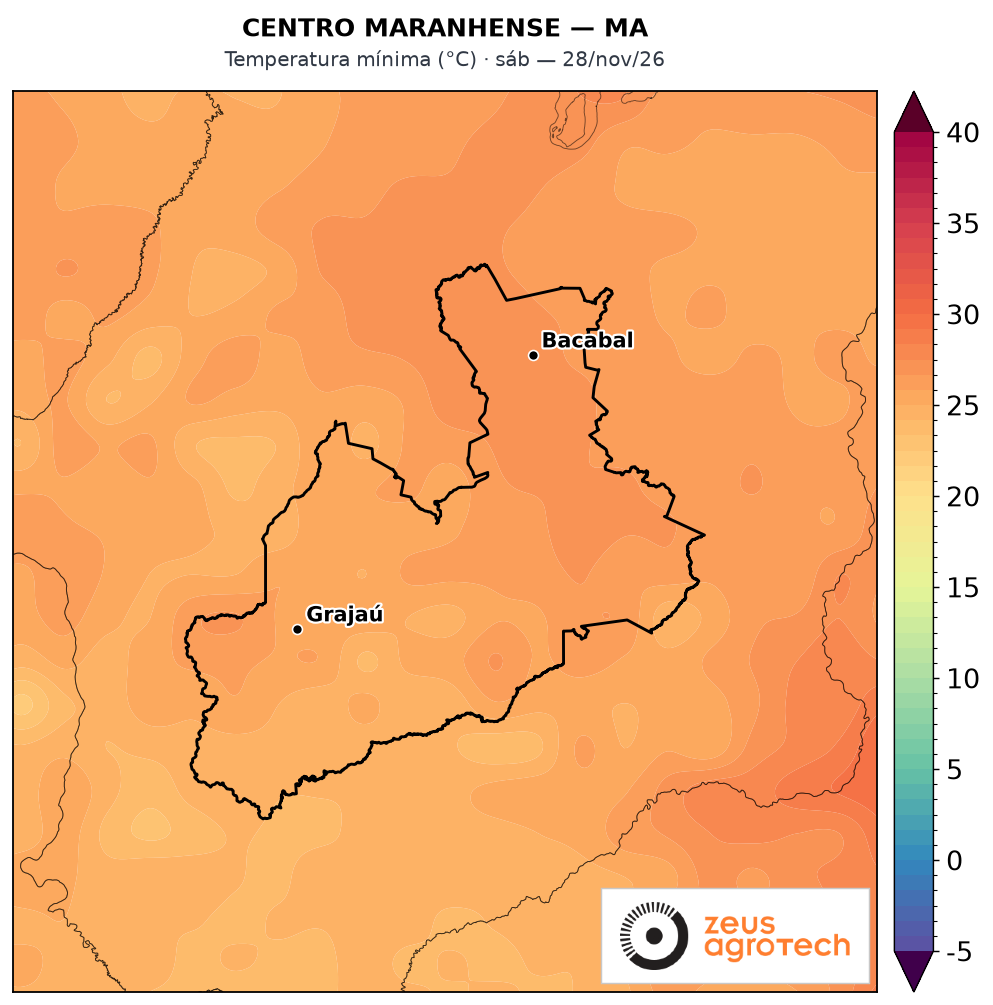 CENTRO MARANHENSE — MA
Temperatura mínima (°C) · sáb — 28/nov/26
Bacabal
Grajaú
40
35
30
25
20
15
10
5
0
-5
zeus
agrotech